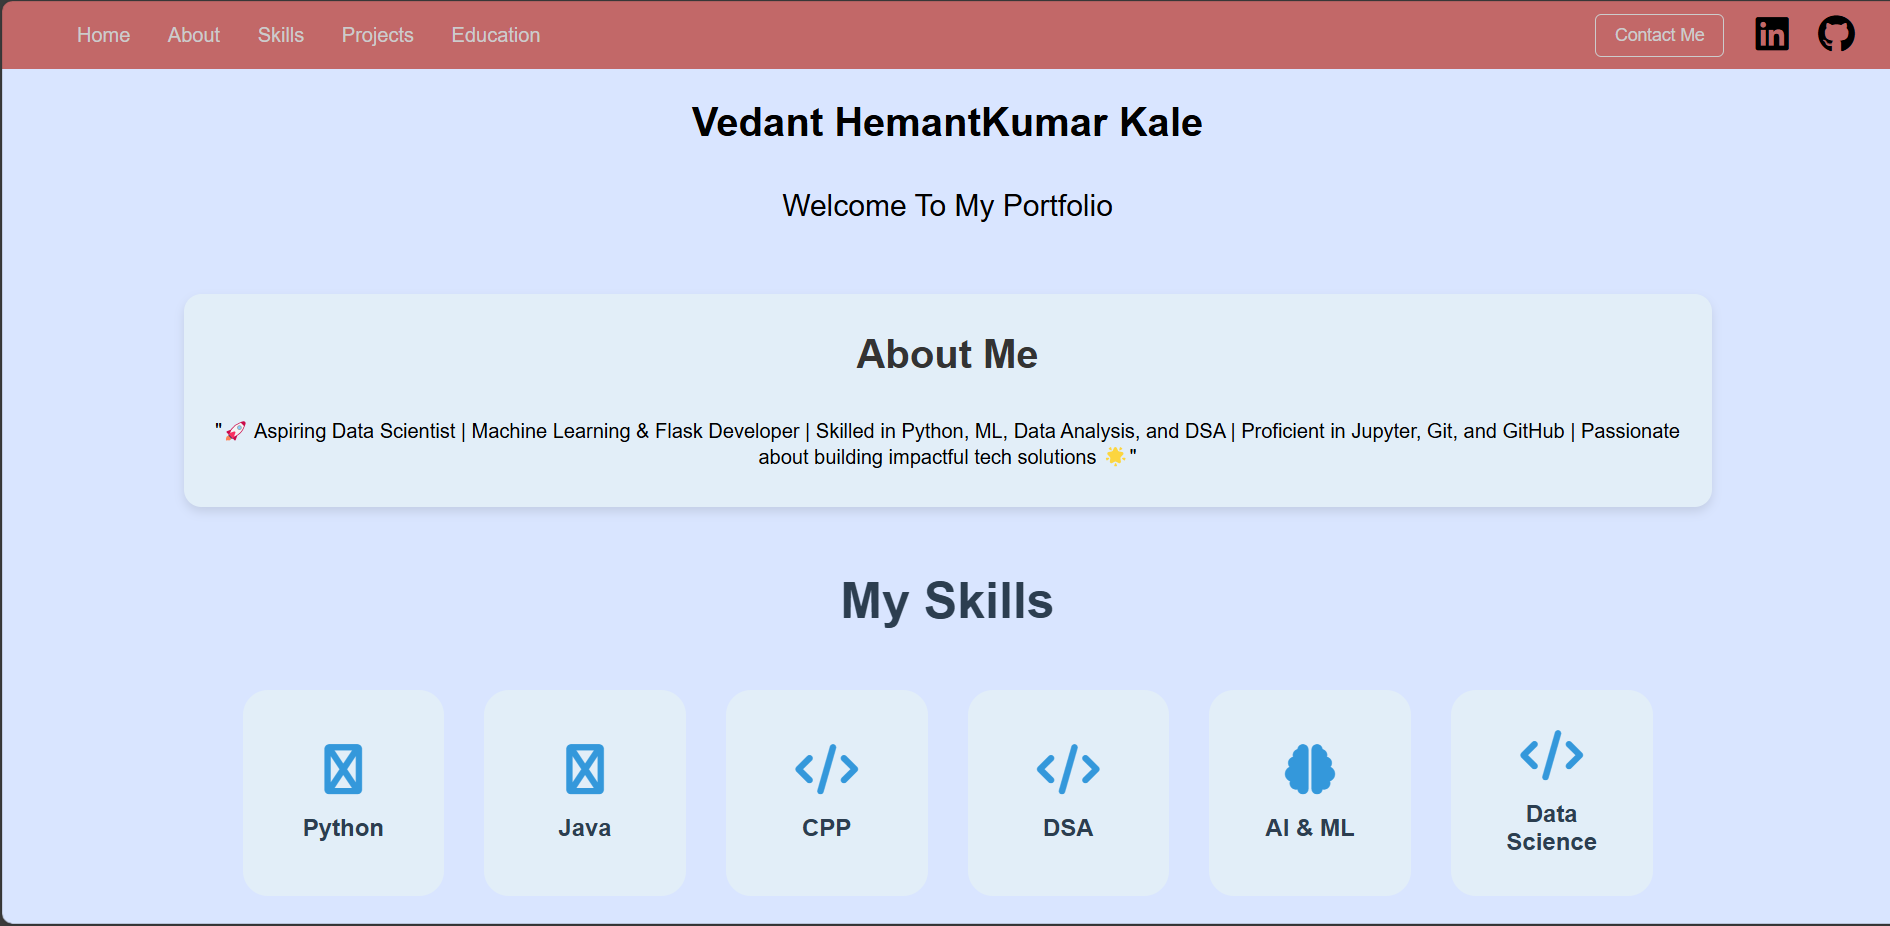 Home About Skills Projects Education Contact Me
Vedant HemantKumar Kale
Welcome To My Portfolio
About Me
"🚀 Aspiring Data Scientist | Machine Learning & Flask Developer | Skilled in Python, ML, Data Analysis, and DSA | Proficient in Jupyter, Git, and GitHub | Passionate
about building impactful tech solutions 🌟"
My Skills
Python
Java
CPP
DSA
AI & ML
Data
Science